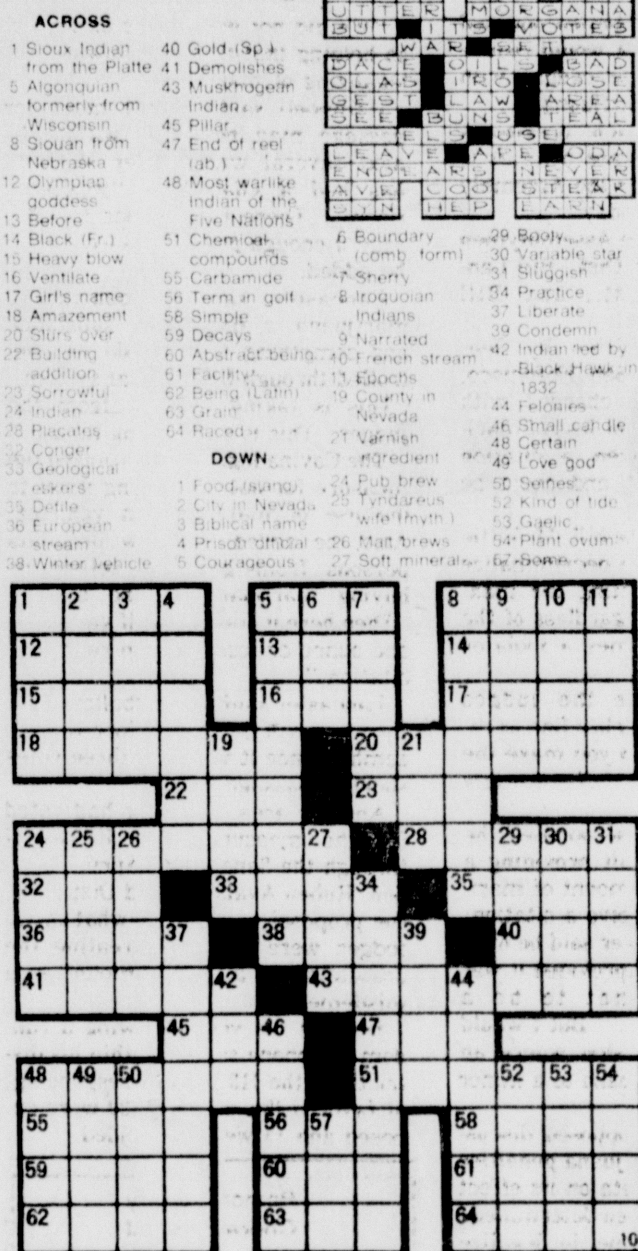 ACROSS
1 Sioux Indian
from the Platte
5 Algonquian
formerly from
Wisconsin
8 Siouan from
Nebraska
12 Olympian
goddess
13 Before
14 Black (Fr.)
15 Heavy blow
16 Ventilate
17 Girl's name
18 Amazement
20 Slurs over
22 Building
addition
23 Sorrowful
24 Indian
28 Placates
32 Conger
33 Geological
eskers
35 Defile
36 European
stream
38 Winter vehicle
40 Gold (Sp.)
41 Demolishes
43 Muskhogean
Indian
45 Pillar
47 End of reel
(ab.)
48 Most warlike
Indian of the
Five Nations
51 Chemical
compounds
55 Carbamide
56 Term in golf
58 Simple
59 Decays
60 Abstract being
61 Facility
62 Being (Latin)
63 Grain
64 Raced
DOWN
1 Food (slang)
2 City in Nevada
3 Biblical name
4 Prison official
5 Courageous
UTTER MORGANA
BUT ITS VOTES
WAR SET
DACE OILS BAD
OLAS IRO LOSE
GEST LAW AREA
SEE BUNS TEAL
ELS USE
LEAVE APE ODA
ENDEARS NEVER
AVE COO STERE
SYN HEP EARN
6 Boundary
(comb. form)
7 Sherry
8 Iroquoian
Indians
9 Narrated
10 French stream
11 Epochs
19 County in
Nevada
21 Varnish
ingredient
24 Pub brew
25 Tyndareus
wife (myth.)
26 Malt brews
27 Soft mineral
29 Booty
30 Variable star
31 Sluggish
34 Practice
37 Liberate
39 Condemn
42 Indian led by
Black Hawk in
1832
44 Felonies
46 Small candle
48 Certain
49 Love god
50 Selfies
52 Kind of tide
53 Gaelic
54 Plant ovum
57 Some
1 2 3 4 5 6 7 8 9 10 11
12 13 14
15 16 17
18 19 20 21
22 23
24 25 26 27 28 29 30 31
32 33 34 35
36 37 38 39 40
41 42 43 44
45 46 47
48 49 50 51 52 53 54
55 56 57 58
59 60 61
62 63 64
10